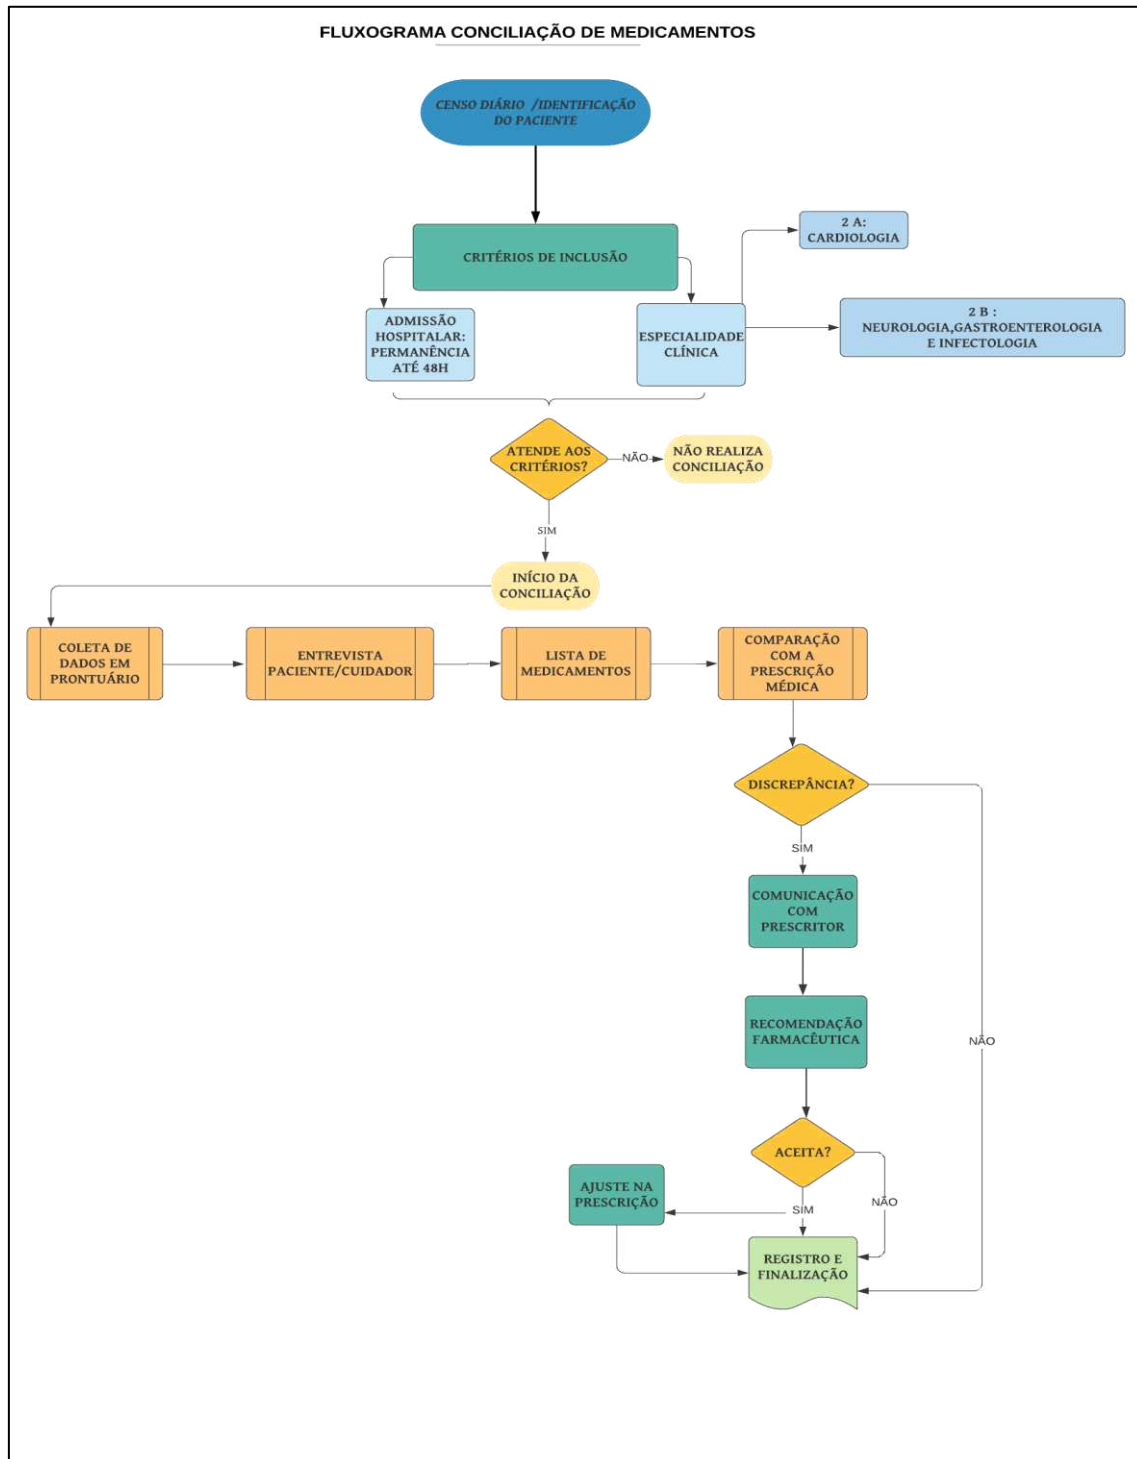 FLUXOGRAMA CONCILIAÇÃO DE MEDICAMENTOS
CENSO DIÁRIO /IDENTIFICAÇÃO
DO PACIENTE
2 A:
CARDIOLOGIA
CRITÉRIOS DE INCLUSÃO
ADMISSÃO
HOSPITALAR:
PERMANÊNCIA
ATÉ 48H
ESPECIALIDADE
CLÍNICA
2 B :
NEUROLOGIA,GASTROENTEROLOGIA
E INFECTOLOGIA
ATENDE AOS
CRITÉRIOS?
NÃO
NÃO REALIZA
CONCILIAÇÃO
SIM
INÍCIO DA
CONCILIAÇÃO
COLETA DE
DADOS EM
PRONTUÁRIO
ENTREVISTA
PACIENTE/CUIDADOR
LISTA DE
MEDICAMENTOS
COMPARAÇÃO
COM A
PRESCRIÇÃO
MÉDICA
DISCREPÂNCIA?
SIM
COMUNICAÇÃO
COM
PRESCRITOR
RECOMENDAÇÃO
FARMACÊUTICA
NÃO
ACEITA?
AJUSTE NA
PRESCRIÇÃO
SIM
NÃO
REGISTRO E
FINALIZAÇÃO